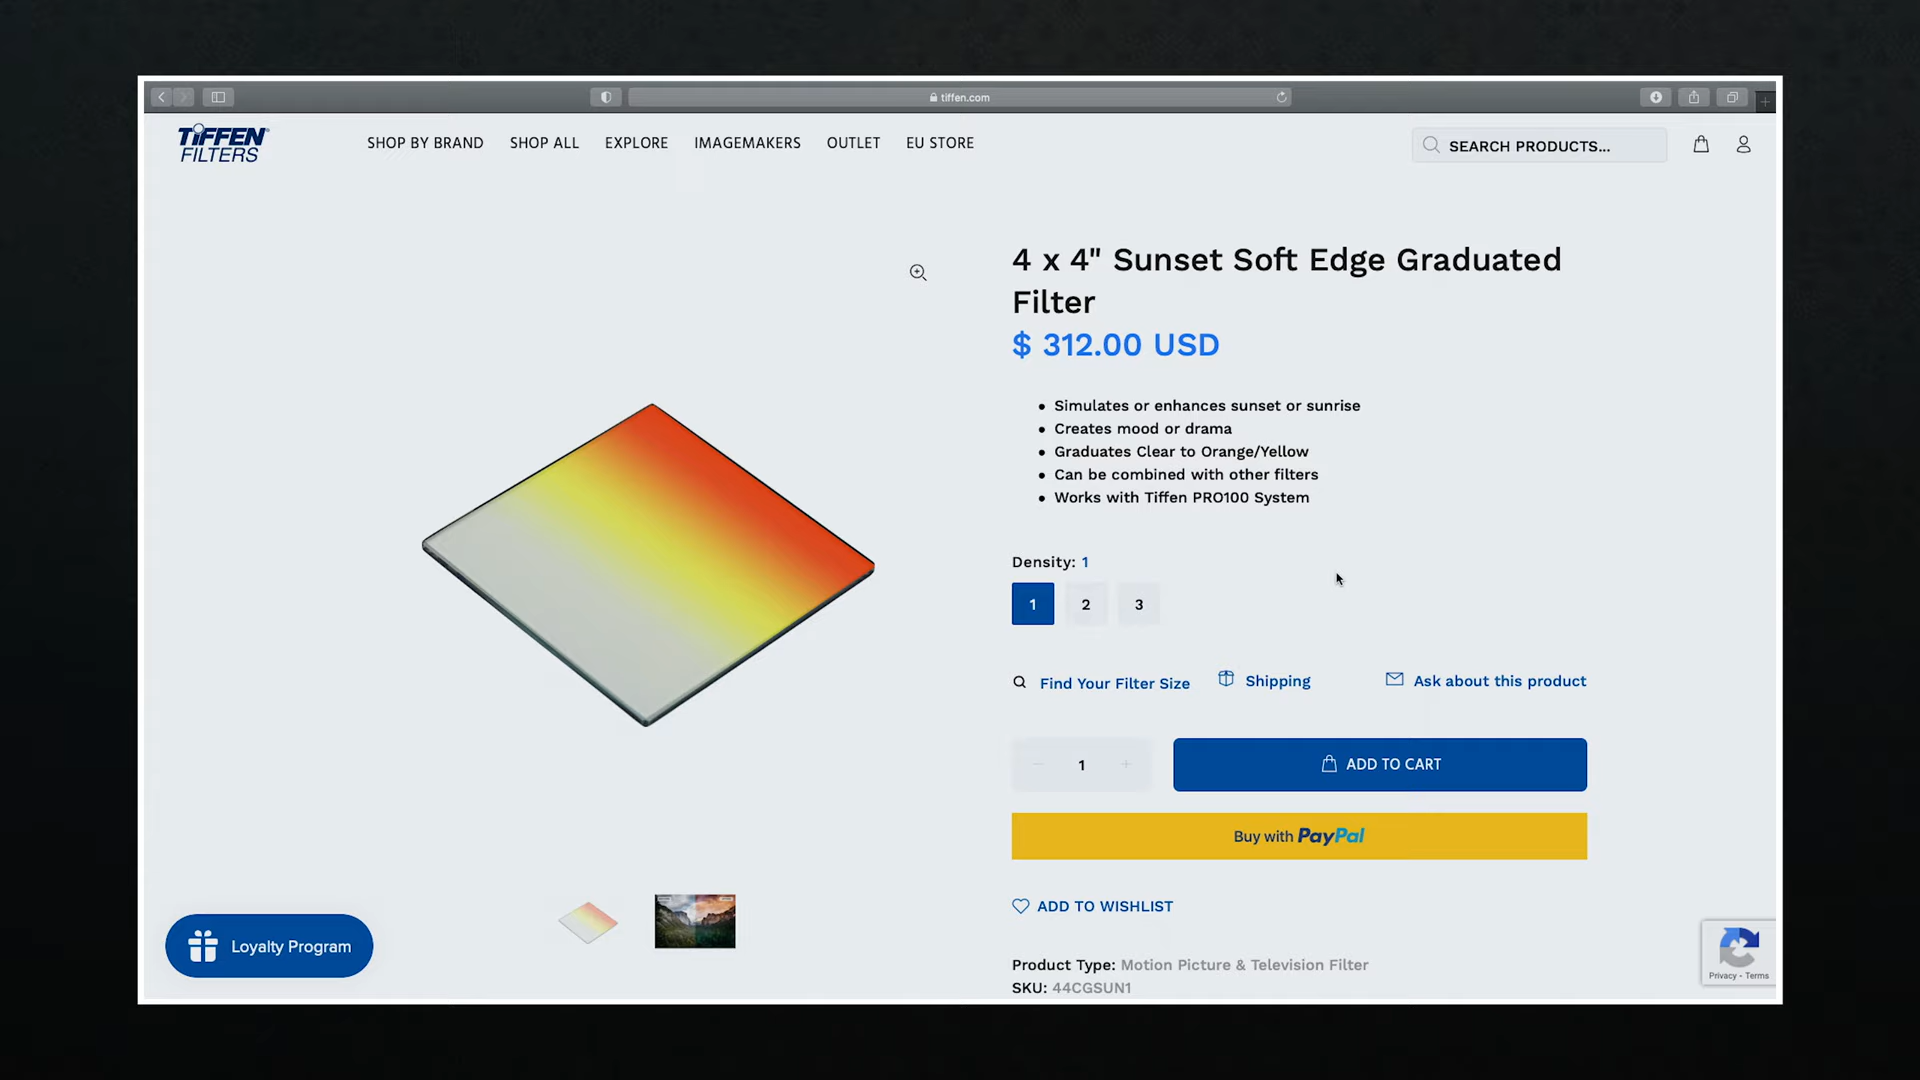 tiffen.com
TIFFEN
FILTERS
SHOP BY BRAND
SHOP ALL
EXPLORE
IMAGEMAKERS
OUTLET
EU STORE
SEARCH PRODUCTS...
4 x 4" Sunset Soft Edge Graduated
Filter
$ 312.00 USD
• Simulates or enhances sunset or sunrise
• Creates mood or drama
• Graduates Clear to Orange/Yellow
• Can be combined with other filters
• Works with Tiffen PRO100 System
Density: 1
1
2
3
Find Your Filter Size
Shipping
Ask about this product
− 1 +
ADD TO CART
Buy with PayPal
ADD TO WISHLIST
Loyalty Program
Product Type: Motion Picture & Television Filter
SKU: 44CGSUN1
Privacy - Terms